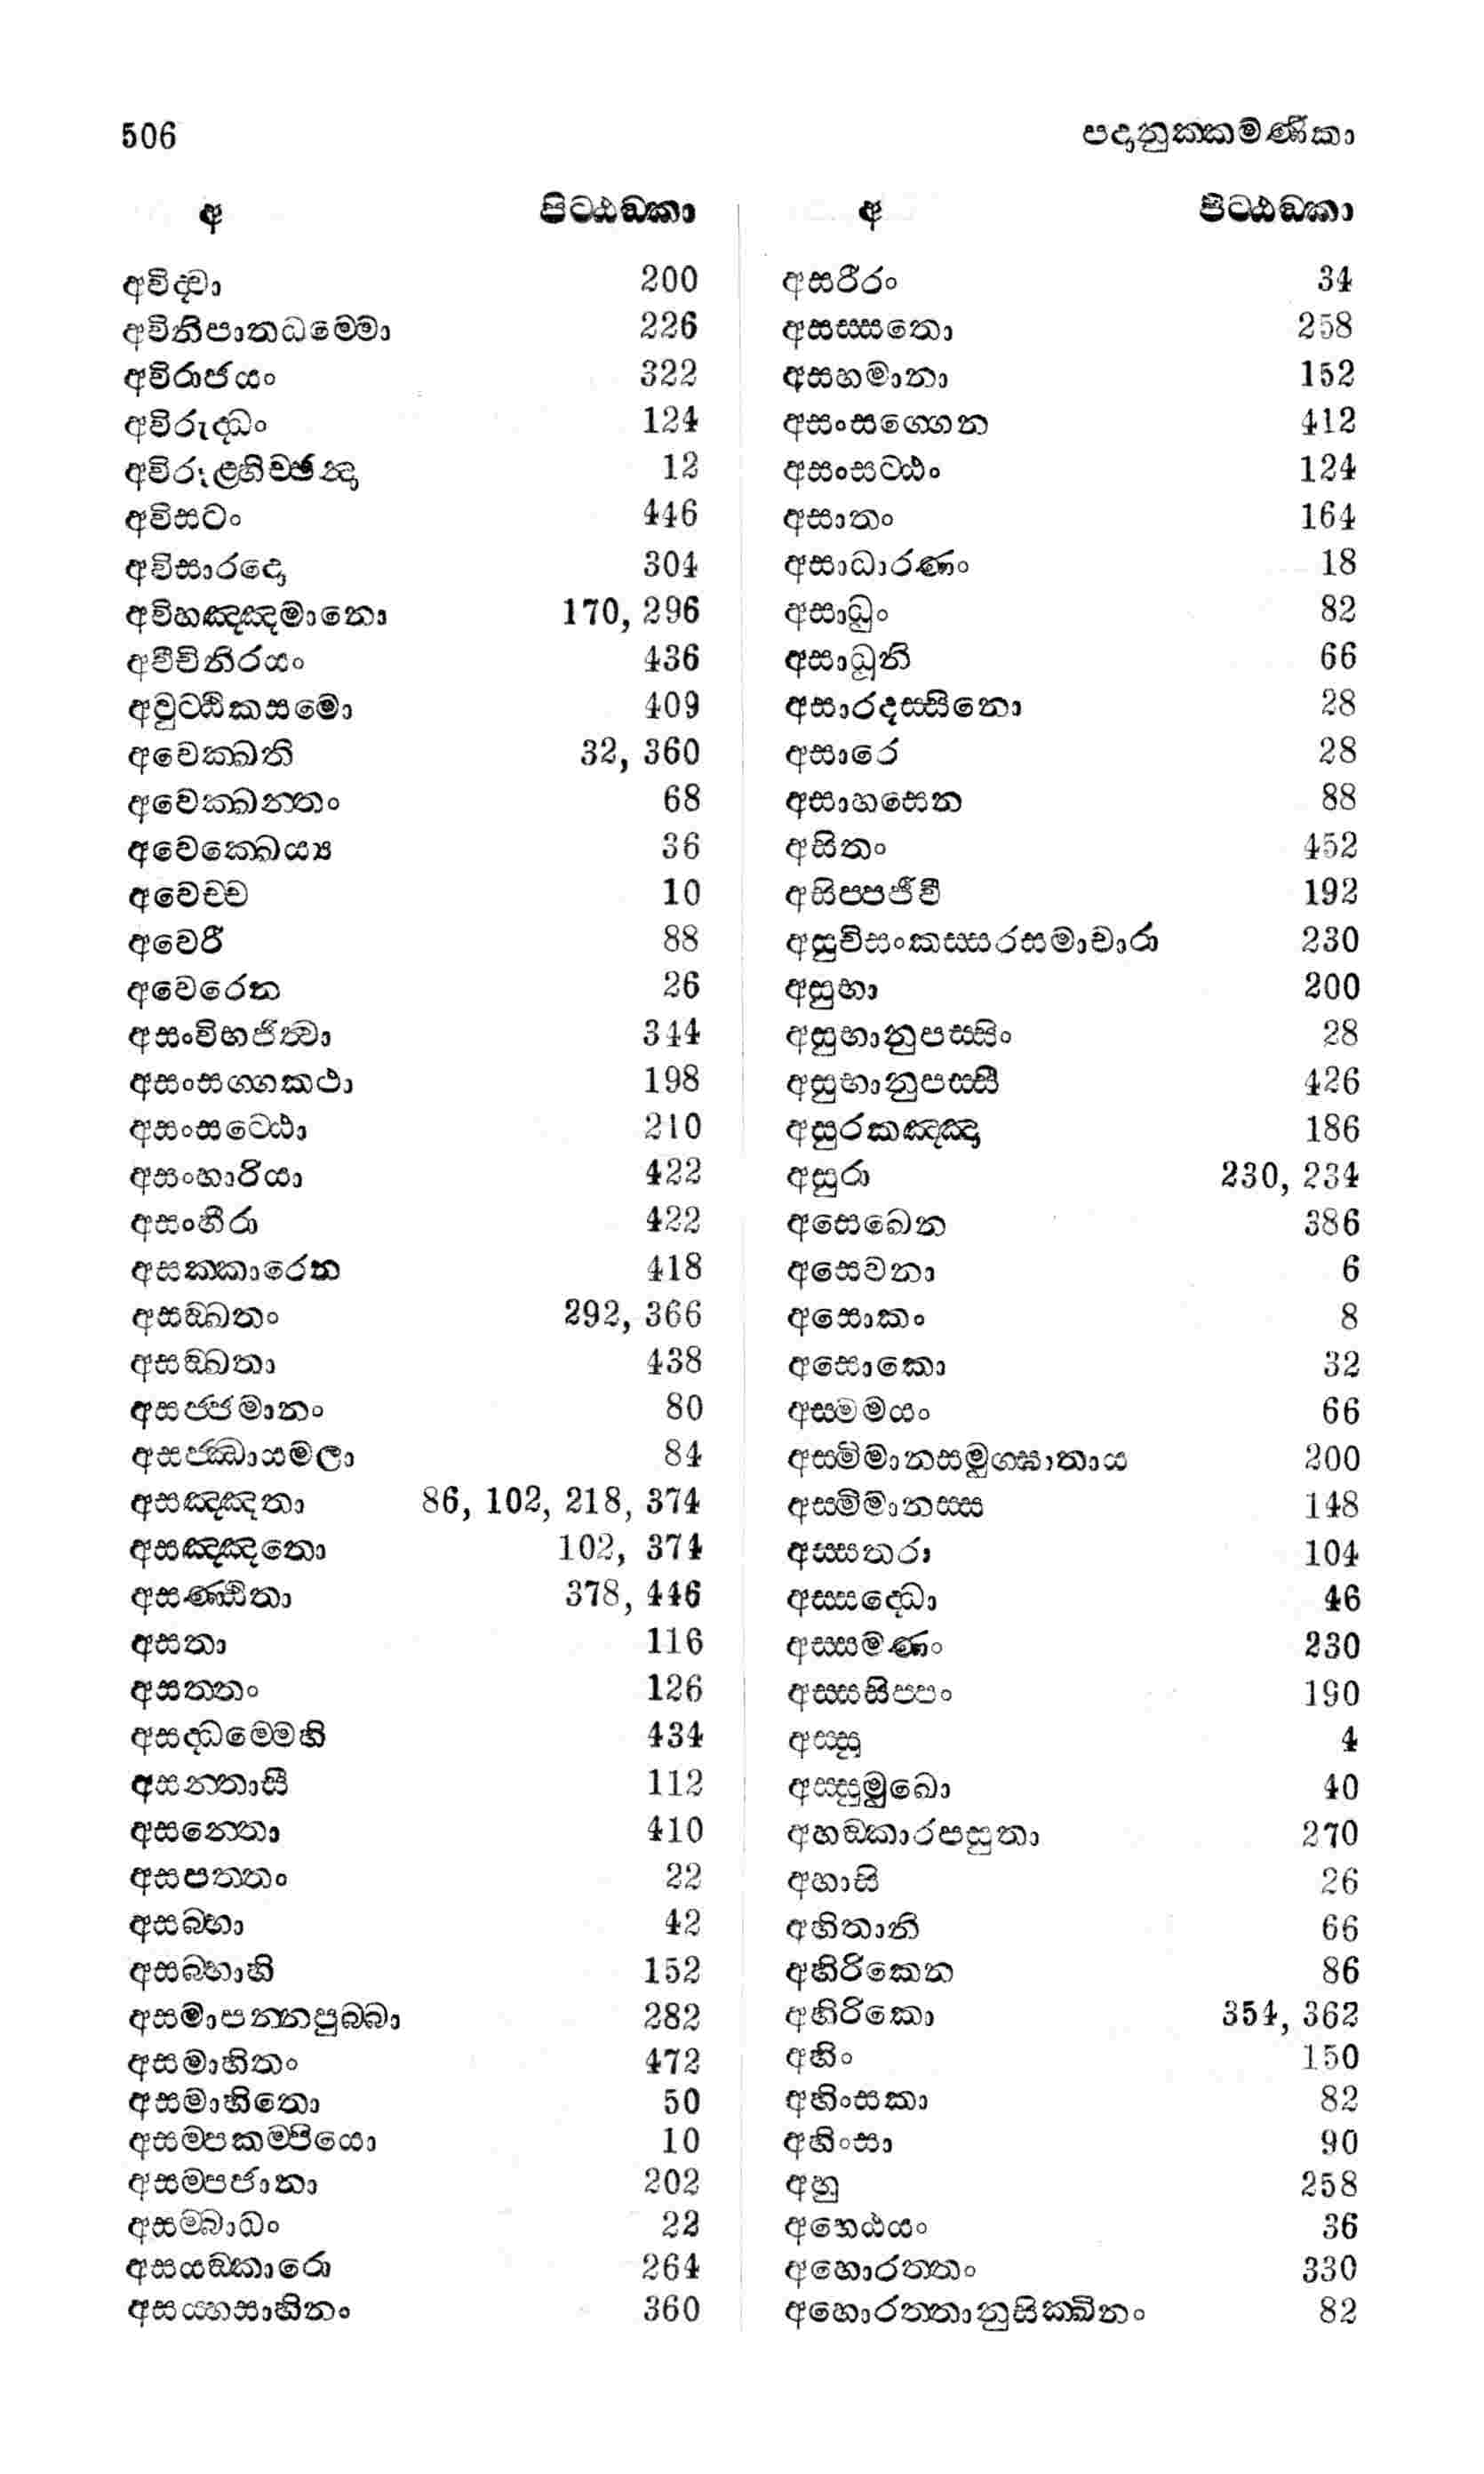 506
පදානුක්කමණිකා
අ	පිට්ඨඞ්කා
අවිද්වා	200
අවිනිපාතධම්මො	226
අවිරාජයං	322
අවිරුද්ධං	124
අවිරූළ්හිච්ඡන්දා	12
අවිසටං	446
අවිසාරදො	304
අවිහඤ්ඤමානො	170, 296
අවීචිනිරයං	436
අවුට්ඨිකසමො	409
අවෙක්ඛති	32, 360
අවෙක්ඛන්තං	68
අවෙක්ඛෙය්‍ය	36
අවෙච්ච	10
අවෙරී	88
අවෙරෙන	26
අසංවිභජිත්වා	344
අසංසග්ගකථා	198
අසංසට්ඨො	210
අසංහාරියා	422
අසංහීරා	422
අසක්කාරෙන	418
අසඞ්ඛතං	292, 366
අසඞ්ඛතා	438
අසජ්ජමානං	80
අසජ්ඣායමලා	84
අසඤ්ඤතා	86, 102, 218, 374
අසඤ්ඤතො	102, 374
අසණ්ඨිතා	378, 446
අසතා	116
අසත්තං	126
අසද්ධම්මෙහි	434
අසන්තාසී	112
අසන්තො	410
අසපත්තං	22
අසබ්භා	42
අසබ්භාහි	152
අසමාපන්නපුබ්බා	282
අසමාහිතං	472
අසමාහිතො	50
අසම්පකම්පියො	10
අසම්පජානා	202
අසම්බාධං	22
අසයඞ්කාරො	264
අසය්හසාහිනං	360
අ	පිට්ඨඞ්කා
අසරීරං	34
අසස්සතො	258
අසහමානා	152
අසංසග්ගෙන	412
අසංසට්ඨං	124
අසාතං	164
අසාධාරණං	18
අසාධුං	82
අසාධූනි	66
අසාරදස්සිනො	28
අසාරෙ	28
අසාහසෙන	88
අසිතං	452
අසිප්පජීවී	192
අසුචිසංකස්සරසමාචාරා	230
අසුභා	200
අසුභානුපස්සිං	28
අසුභානුපස්සී	426
අසුරකඤ්ඤා	186
අසුරා	230, 234
අසෙඛෙන	386
අසෙවනා	6
අසොකං	8
අසොකො	32
අස්මමයං	66
අස්මිමානසමුග්ඝාතාය	200
අස්මිමානස්ස	148
අස්සතරා	104
අස්සද්ධො	46
අස්සමණං	230
අස්සසිප්පං	190
අස්සු	4
අස්සුමුඛො	40
අහඞ්කාරපසුතා	270
අහාසි	26
අහිතානි	66
අහිරිකෙන	86
අහිරිකො	354, 362
අහිං	150
අහිංසකා	82
අහිංසා	90
අහු	258
අහෙඨයං	36
අහොරත්තං	330
අහොරත්තානුසික්ඛිනං	82